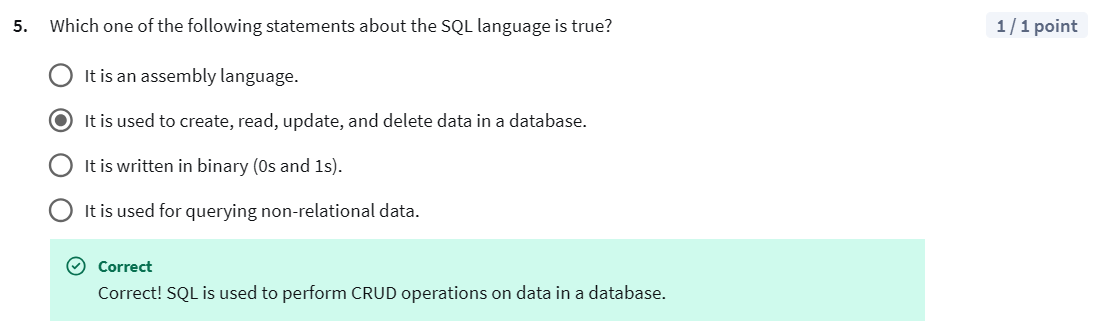 5. Which one of the following statements about the SQL language is true? 1 / 1 point
It is an assembly language.
It is used to create, read, update, and delete data in a database.
It is written in binary (0s and 1s).
It is used for querying non-relational data.
Correct
Correct! SQL is used to perform CRUD operations on data in a database.